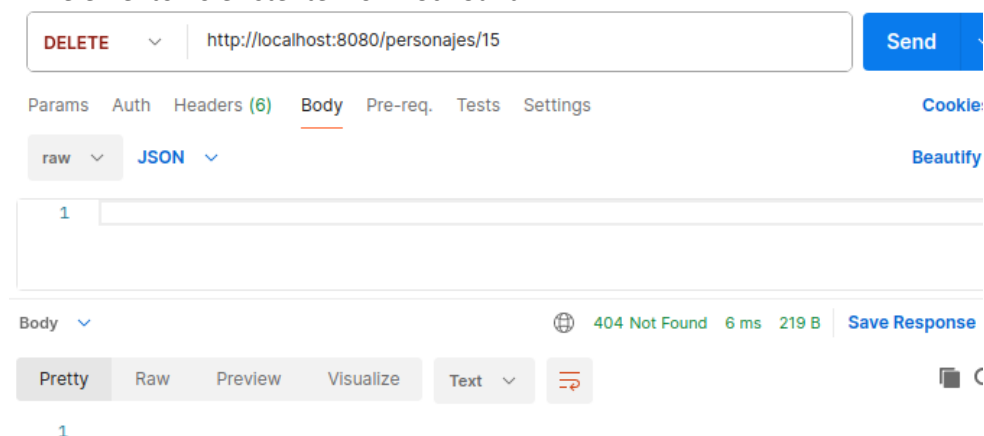 DELETE http://localhost:8080/personajes/15 Send
Params Auth Headers (6) Body Pre-req. Tests Settings Cookies
raw JSON Beautify
1
Body 404 Not Found 6 ms 219 B Save Response
Pretty Raw Preview Visualize Text
1